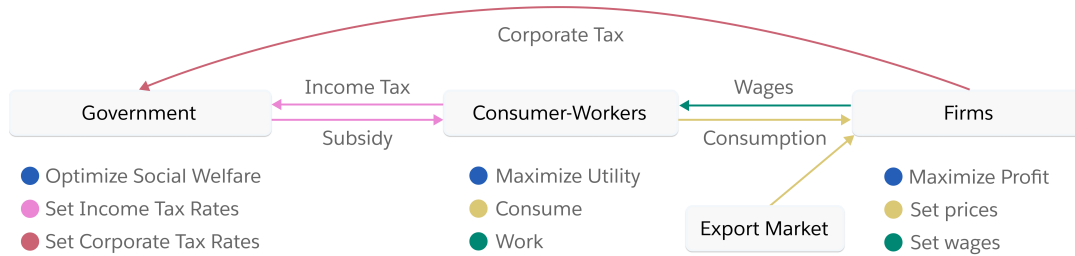 Corporate Tax
Income Tax
Wages
Government
Consumer-Workers
Firms
Subsidy
Consumption
Optimize Social Welfare
Set Income Tax Rates
Set Corporate Tax Rates
Maximize Utility
Consume
Work
Export Market
Maximize Profit
Set prices
Set wages